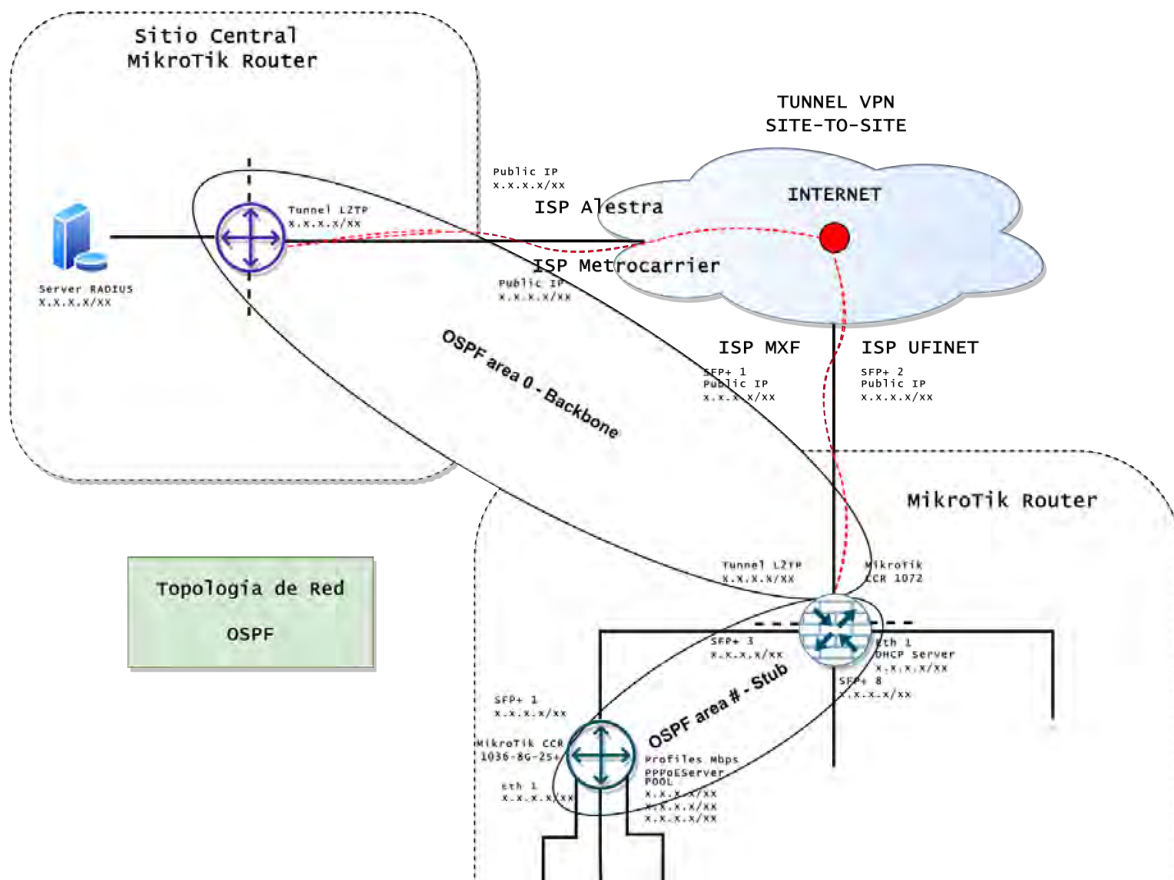 Sitio Central
MikroTik Router
TUNNEL VPN
SITE-TO-SITE
Public IP
x.x.x.x/xx
INTERNET
ISP Alestra
Tunnel L2TP
x.x.x.x/xx
ISP Metrocarrier
Public IP
x.x.x.x/xx
Server RADIUS
x.x.x.x/xx
OSPF area 0 - Backbone
ISP MXF
SFP+ 1
Public IP
x.x.x.x/xx
ISP UFINET
SFP+ 2
Public IP
x.x.x.x/xx
MikroTik Router
Topología de Red
OSPF
Tunnel L2TP
x.x.x.x/xx
MikroTik
CCR 1072
SFP+ 3
x.x.x.x/xx
Eth 1
DHCP Server
x.x.x.x/xx
SFP+ 8
x.x.x.x/xx
OSPF area # - Stub
SFP+ 1
x.x.x.x/xx
MikroTik CCR
1036-8G-2S+
Eth 1
x.x.x.x/xx
Profiles Mbps
PPPoEServer
POOL
x.x.x.x/xx
x.x.x.x/xx
x.x.x.x/xx